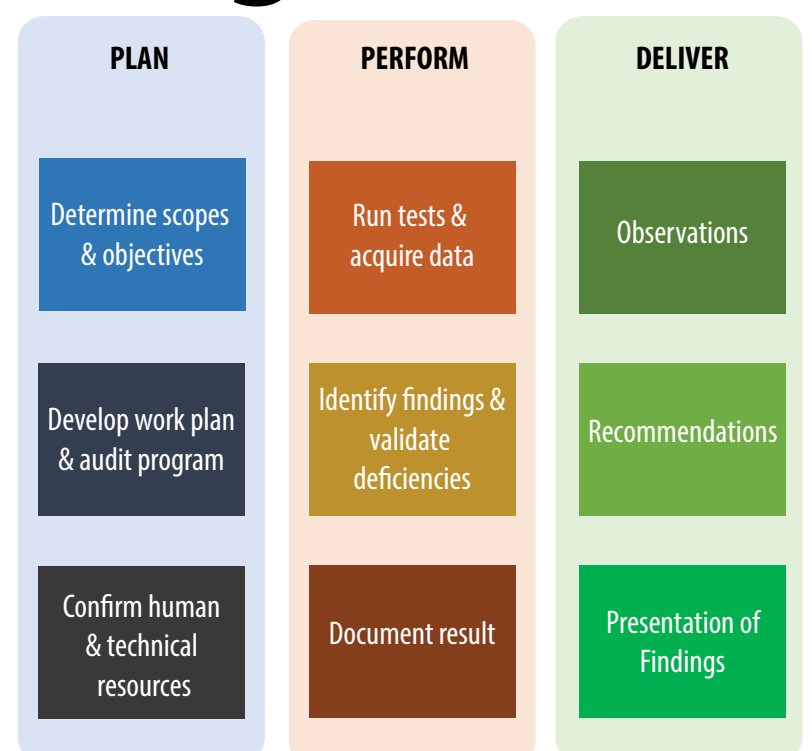 PLAN
Determine scopes
& objectives
Develop work plan
& audit program
Confirm human
& technical
resources
PERFORM
Run tests &
acquire data
Identify findings &
validate
deficiencies
Document result
DELIVER
Observations
Recommendations
Presentation of
Findings